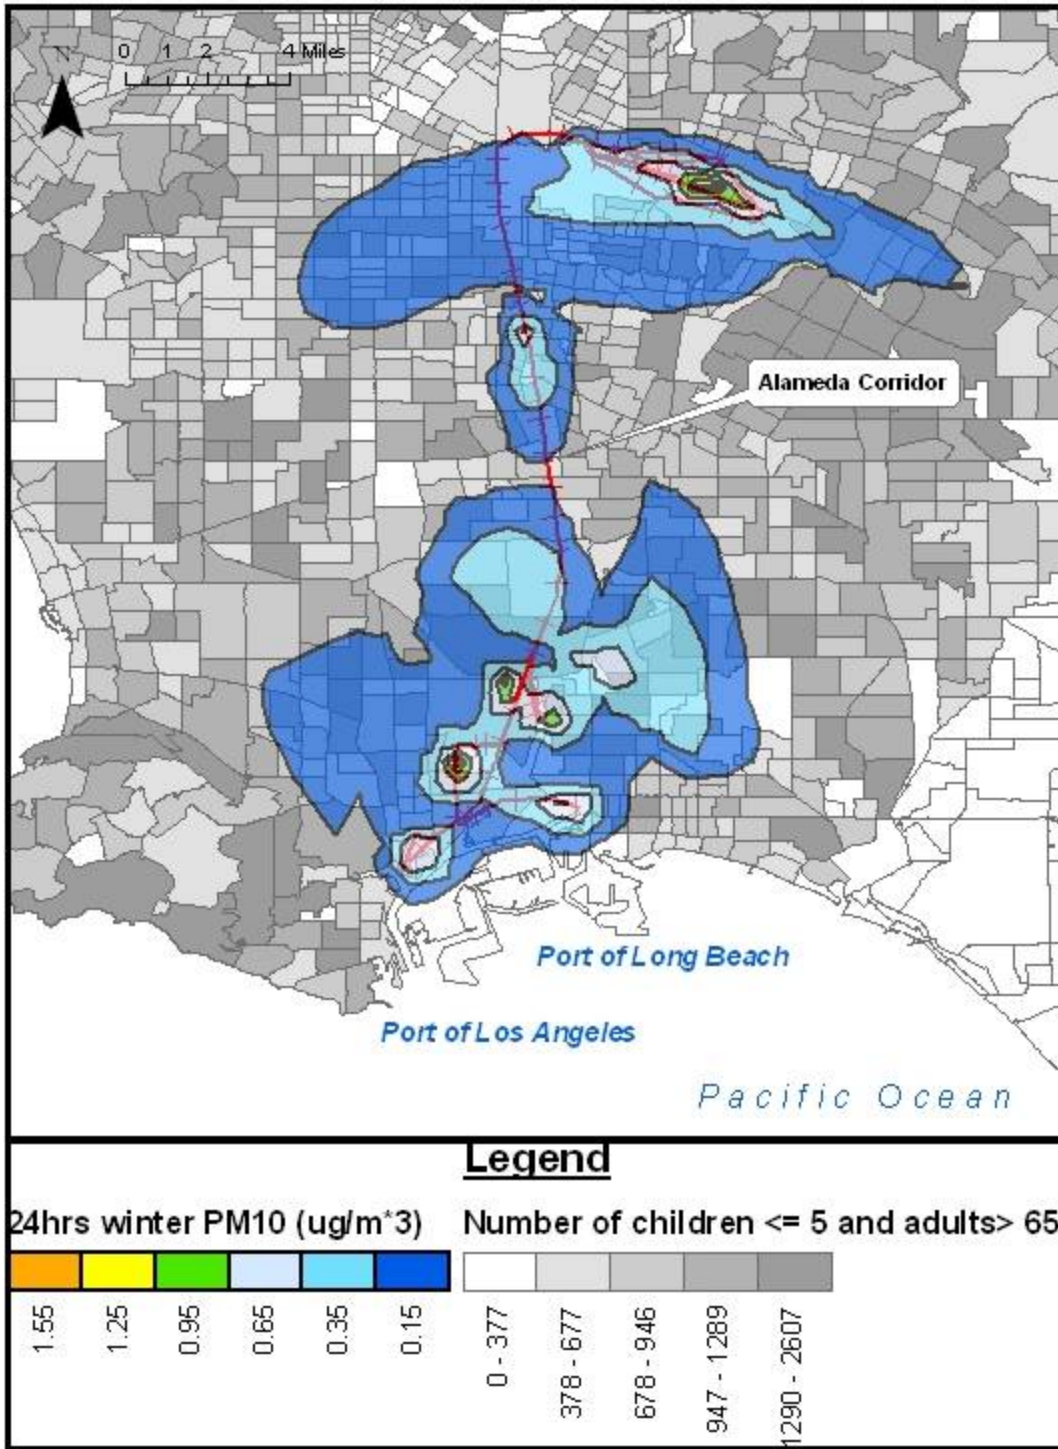 N
0 1 2 4 Miles
Alameda Corridor
Port of Long Beach
Port of Los Angeles
Pacific Ocean
Legend
24hrs winter PM10 (ug/m*3)
1.55
1.25
0.95
0.65
0.35
0.15
Number of children <= 5 and adults> 65
0 - 377
378 - 677
678 - 946
947 - 1289
1290 - 2607